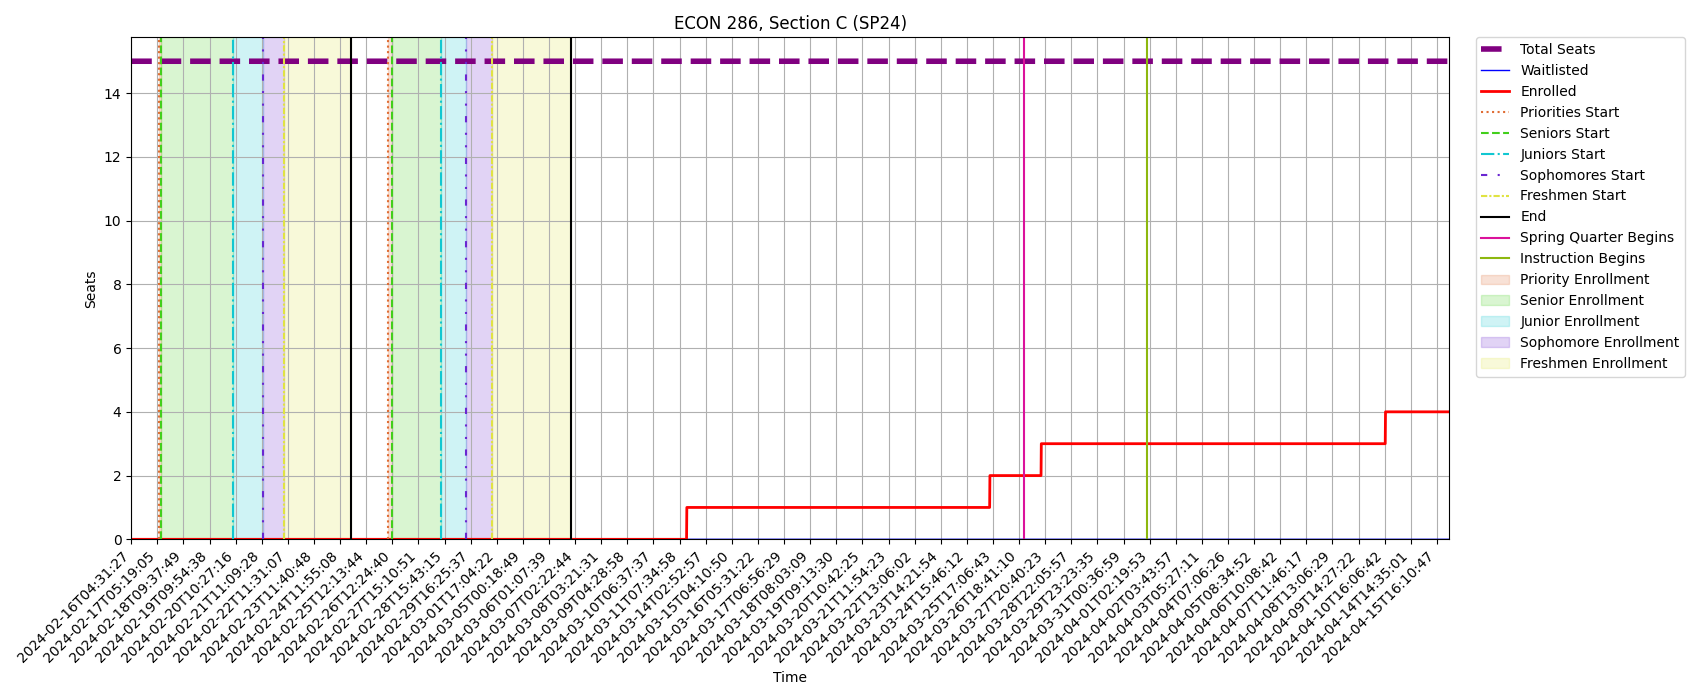 ECON 286, Section C (SP24)
14
12
10
8
6
4
2
0
Seats
2024-02-16T04:31:27
2024-02-17T05:19:05
2024-02-18T09:37:49
2024-02-19T09:54:38
2024-02-20T10:27:16
2024-02-21T11:09:28
2024-02-22T11:31:07
2024-02-23T11:40:48
2024-02-24T11:55:08
2024-02-25T12:13:44
2024-02-26T12:24:40
2024-02-27T15:10:51
2024-02-28T15:43:15
2024-02-29T16:25:37
2024-03-01T17:04:22
2024-03-05T00:18:49
2024-03-06T01:07:39
2024-03-07T02:22:44
2024-03-08T03:21:31
2024-03-09T04:28:58
2024-03-10T06:37:37
2024-03-11T07:34:58
2024-03-14T02:52:57
2024-03-15T04:10:50
2024-03-16T05:31:22
2024-03-17T06:56:29
2024-03-18T08:03:09
2024-03-19T09:13:30
2024-03-20T10:42:25
2024-03-21T11:54:23
2024-03-22T13:06:02
2024-03-23T14:21:54
2024-03-24T15:46:12
2024-03-25T17:06:43
2024-03-26T18:41:10
2024-03-27T20:40:23
2024-03-28T22:05:57
2024-03-29T23:23:35
2024-03-31T00:36:59
2024-04-01T02:19:53
2024-04-02T03:43:57
2024-04-03T05:27:11
2024-04-04T07:06:26
2024-04-05T08:34:52
2024-04-06T10:08:42
2024-04-07T11:46:17
2024-04-08T13:06:29
2024-04-09T14:27:22
2024-04-10T16:06:42
2024-04-14T14:35:01
2024-04-15T16:10:47
Time
Total Seats
Waitlisted
Enrolled
Priorities Start
Seniors Start
Juniors Start
Sophomores Start
Freshmen Start
End
Spring Quarter Begins
Instruction Begins
Priority Enrollment
Senior Enrollment
Junior Enrollment
Sophomore Enrollment
Freshmen Enrollment